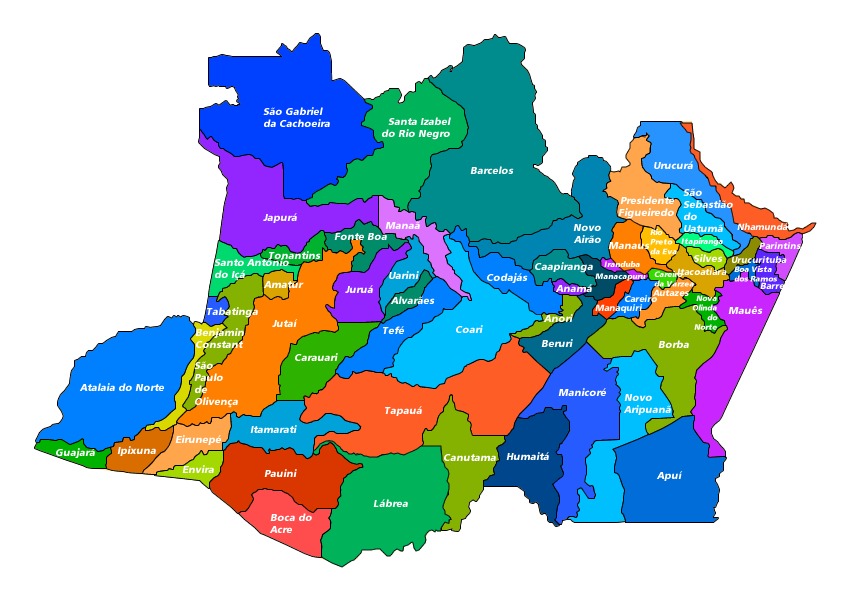 São Gabriel
da Cachoeira
Santa Izabel
do Rio Negro
Barcelos
Urucurá
São
Sebastião
do
Uatumã
Presidente
Figueiredo
Nhamundá
Japurá
Manaã
Novo
Airão
Manaus
Rio
Preto
da Eva
Itapiranga
Parintins
Fonte Boa
Tonantins
Santo Antônio
do Içá
Silves
Urucurituba
Iranduba
Caapiranga
Manacapuru
Itacoatiara
Boa Vista
dos Ramos
Barre
Uarini
Codajás
Careiro
da Varzea
Amaturá
Juruá
Anamã
Autazes
Alvarães
Careiro
Manaquiri
Nova
Olinda
do
Norte
Maués
Tabatinga
Anori
Jutaí
Tefé
Coari
Beruri
Borba
Benjamin
Constant
Carauari
São
Paulo
de
Olivença
Atalaia do Norte
Manicoré
Novo
Aripuanã
Tapauá
Itamarati
Eirunepé
Guajará
Ipixuna
Envira
Pauini
Canutama
Humaitá
Apuí
Lábrea
Boca do
Acre